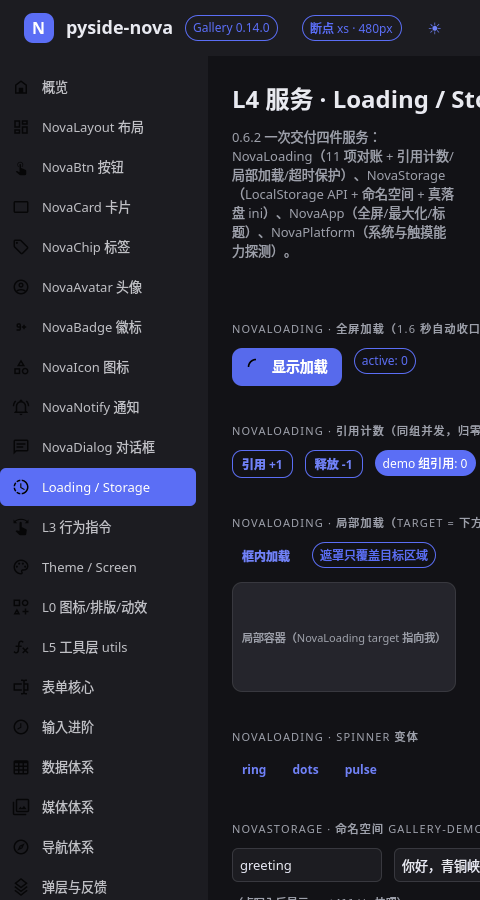 N pyside-nova Gallery 0.14.0 断点 xs · 480px
概览
NovaLayout 布局
NovaBtn 按钮
NovaCard 卡片
NovaChip 标签
NovaAvatar 头像
9+ NovaBadge 徽标
NovaIcon 图标
NovaNotify 通知
NovaDialog 对话框
Loading / Storage
L3 行为指令
Theme / Screen
L0 图标/排版/动效
L5 工具层 utils
表单核心
输入进阶
数据体系
媒体体系
导航体系
弹层与反馈
L4 服务 · Loading / Sto
0.6.2 一次交付四件服务：
NovaLoading（11 项对账 + 引用计数/
局部加载/超时保护）、NovaStorage
（LocalStorage API + 命名空间 + 真落
盘 ini）、NovaApp（全屏/最大化/标
题）、NovaPlatform（系统与触摸能
力探测）。
NOVALOADING · 全屏加载（1.6 秒自动收口
显示加载 active: 0
NOVALOADING · 引用计数（同组并发，归零
引用 +1 释放 -1 demo 组引用: 0
NOVALOADING · 局部加载（TARGET = 下方
框内加载 遮罩只覆盖目标区域
局部容器（NovaLoading target 指向我）
NOVALOADING · SPINNER 变体
ring dots pulse
NOVASTORAGE · 命名空间 GALLERY-DEMO
greeting 你好，青铜峡